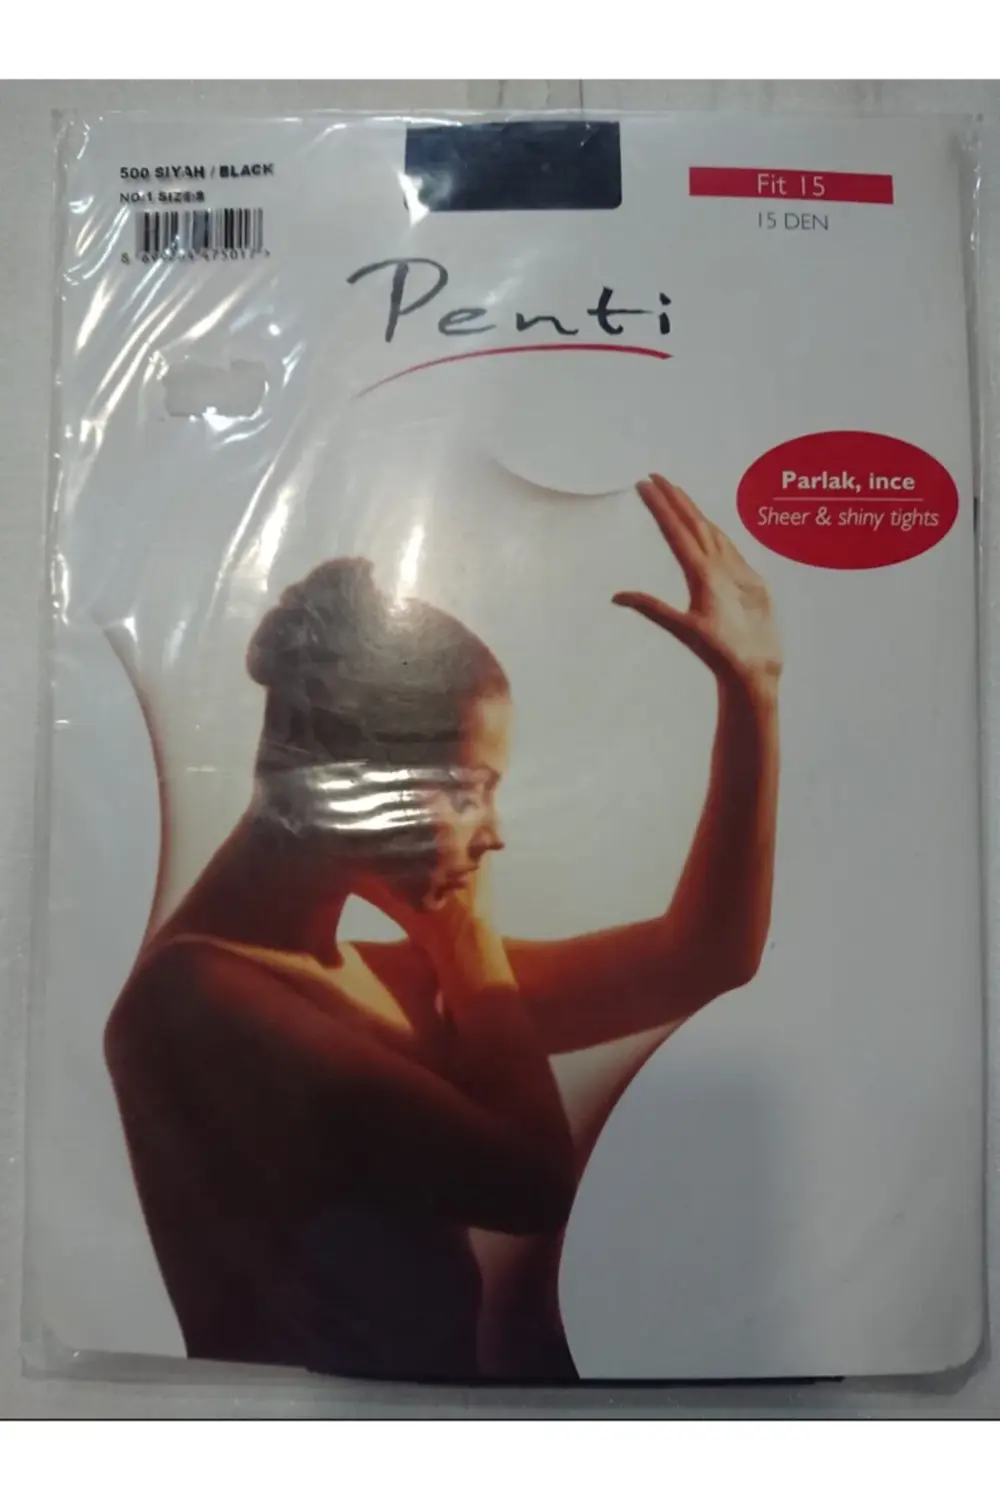 500 SIYAH / BLACK
NO:1 SIZE:
Fit 15
15 DEN
Penti
Parlak, ince
Sheer & shiny tights